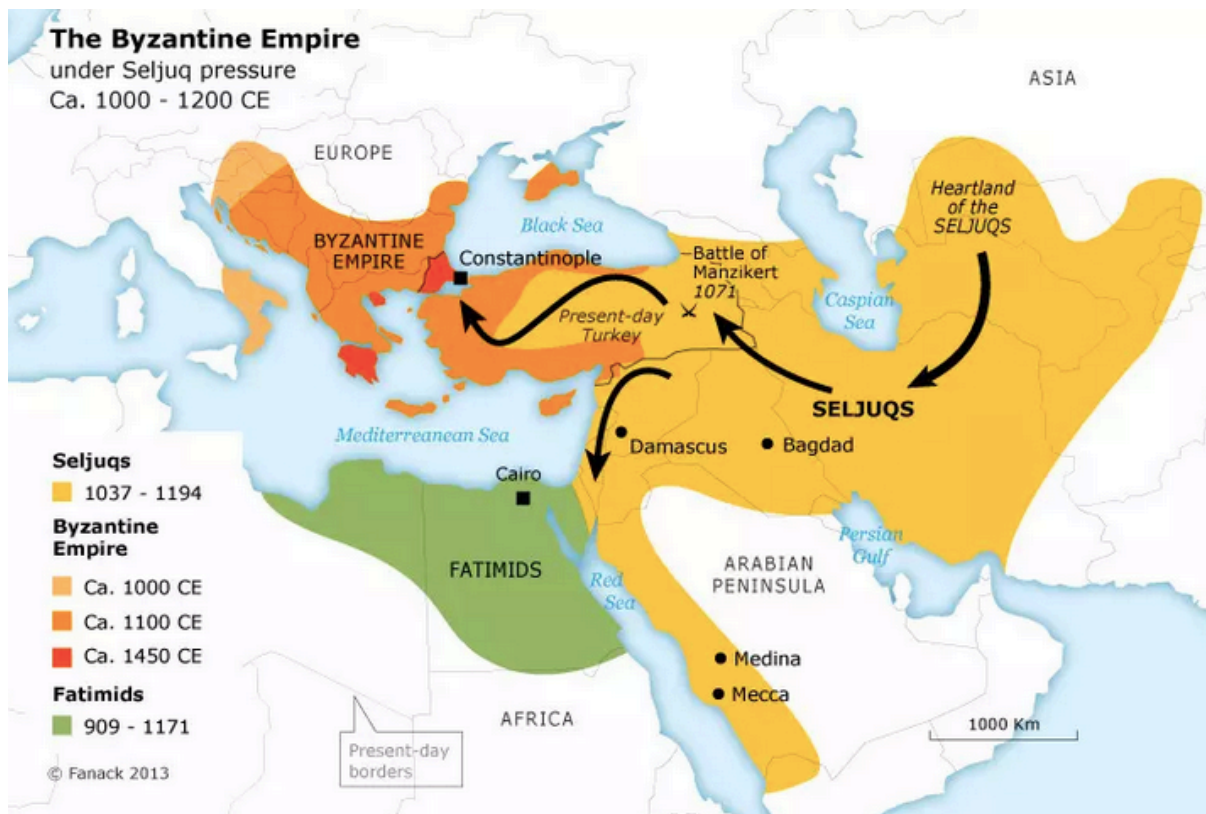 The Byzantine Empire
under Seljuq pressure
Ca. 1000 - 1200 CE
ASIA
EUROPE
Heartland
of the
SELJUQS
Black Sea
BYZANTINE
EMPIRE
Constantinople
Battle of
Manzikert
1071
Caspian
Sea
Present-day
Turkey
SELJUQS
Mediterranean Sea
Damascus
Bagdad
Cairo
Seljuqs
1037 - 1194
Byzantine
Empire
Ca. 1000 CE
Ca. 1100 CE
Ca. 1450 CE
Fatimids
909 - 1171
© Fanack 2013
Persian
Gulf
FATIMIDS
Red
Sea
ARABIAN
PENINSULA
Medina
Mecca
AFRICA
1000 Km
Present-day
borders